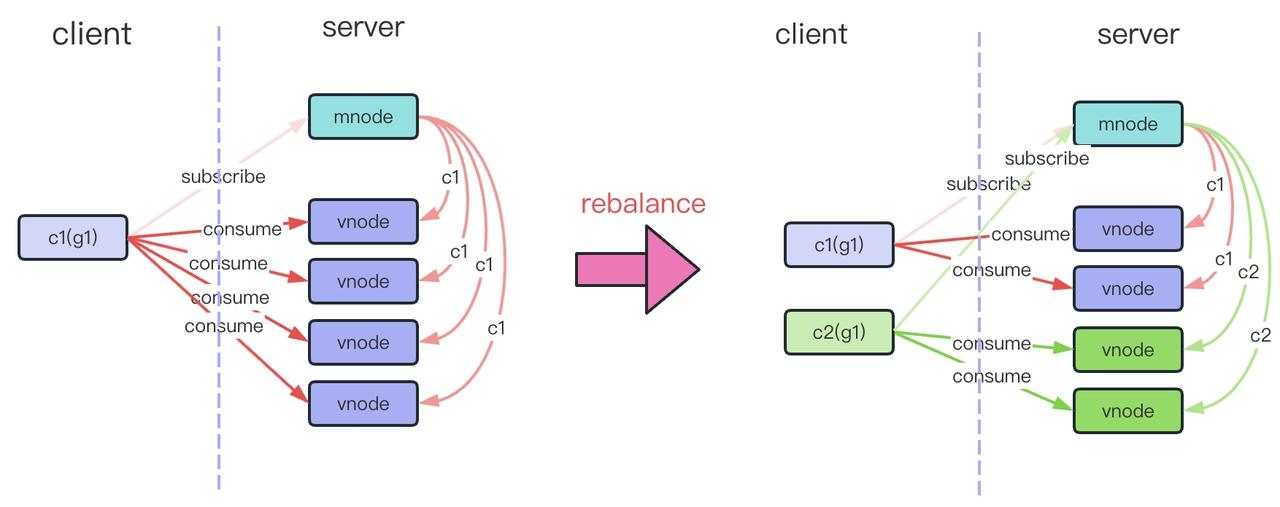 client
server
mnode
subscribe
c1
c1(g1)
consume
vnode
consume
c1
c1
vnode
consume
consume
c1
vnode
vnode
rebalance
client
server
mnode
subscribe
subscribe
c1
c1(g1)
consume
vnode
consume
c1
c2
vnode
c2(g1)
consume
c2
vnode
consume
vnode